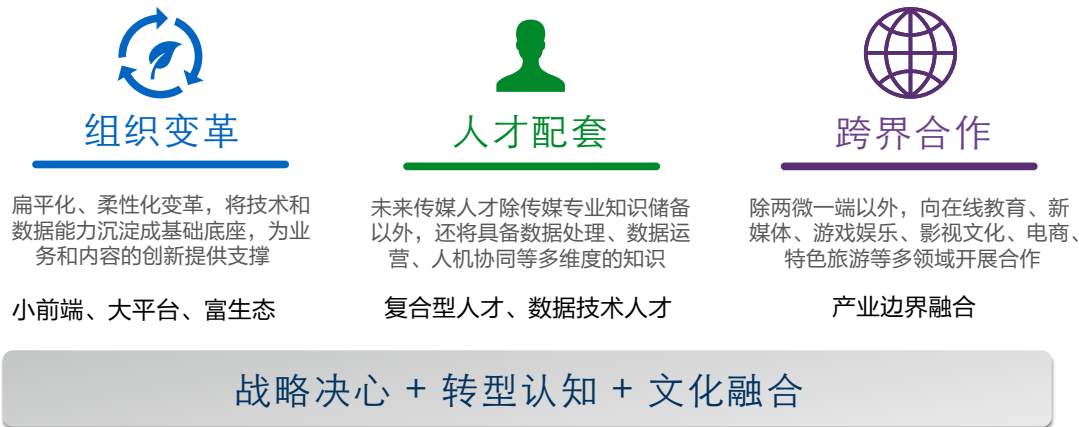 组织变革
扁平化、柔性化变革，将技术和
数据能力沉淀成基础底座，为业
务和内容的创新提供支撑
小前端、大平台、富生态
人才配套
未来传媒人才除传媒专业知识储备
以外，还将具备数据处理、数据运
营、人机协同等多维度的知识
复合型人才、数据技术人才
跨界合作
除两微一端以外，向在线教育、新
媒体、游戏娱乐、影视文化、电商、
特色旅游等多领域开展合作
产业边界融合
战略决心 + 转型认知 + 文化融合